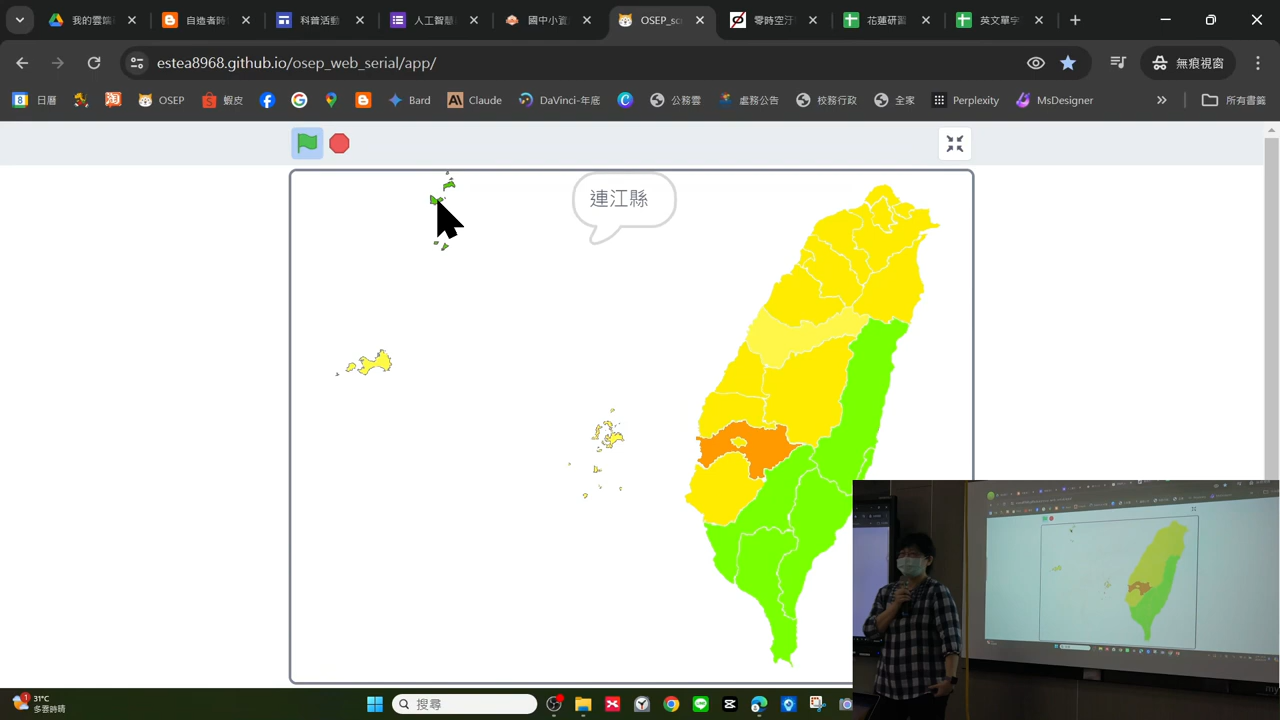 我的雲端硬
自造者時
科普活動
人工智慧
國中小資
OSEP_sc
零時空牙
花蓮研習
英文單字
estea8968.github.io/osep_web_serial/app/
無痕視窗
日曆
淘
OSEP
蝦皮
Bard
Claude
DaVinci-年底
公務雲
處務公告
校務行政
全家
Perplexity
MsDesigner
所有書籤
連江縣
31°C
多雲時晴
搜尋